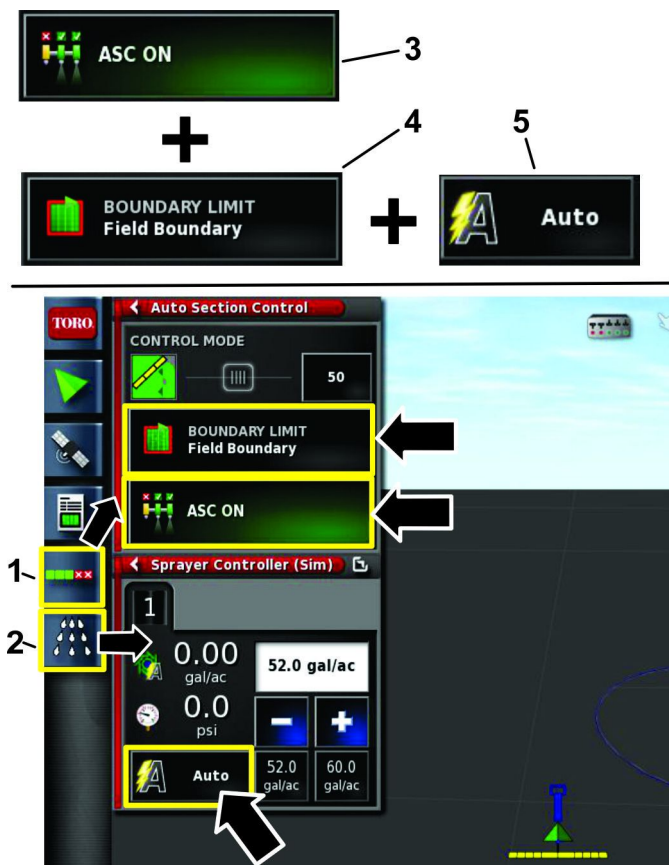 ASC ON
3
4
5
BOUNDARY LIMIT
Field Boundary
Auto
TORO.
Auto Section Control
CONTROL MODE
50
BOUNDARY LIMIT
Field Boundary
ASC ON
1
Sprayer Controller (Sim)
1
2
0.00
gal/ac
52.0 gal/ac
0.0
psi
Auto
52.0
gal/ac
60.0
gal/ac